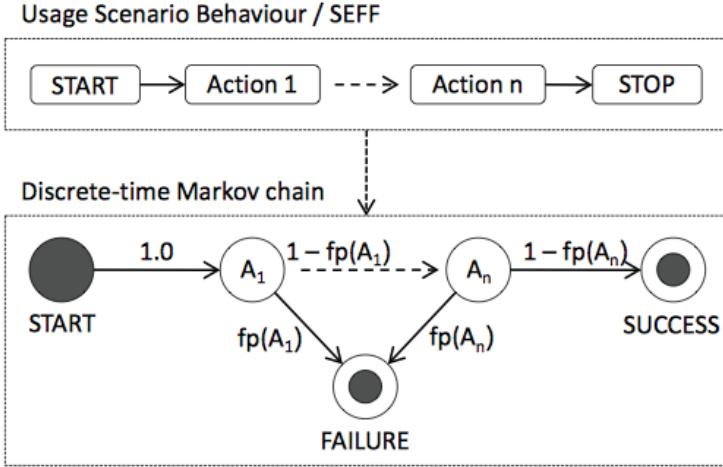 Usage Scenario Behaviour / SEFF
START Action 1 Action n STOP
Discrete-time Markov chain
1.0 1 – fp(A₁) 1 – fp(Aₙ)
A₁ Aₙ
START SUCCESS
fp(A₁) fp(Aₙ)
FAILURE